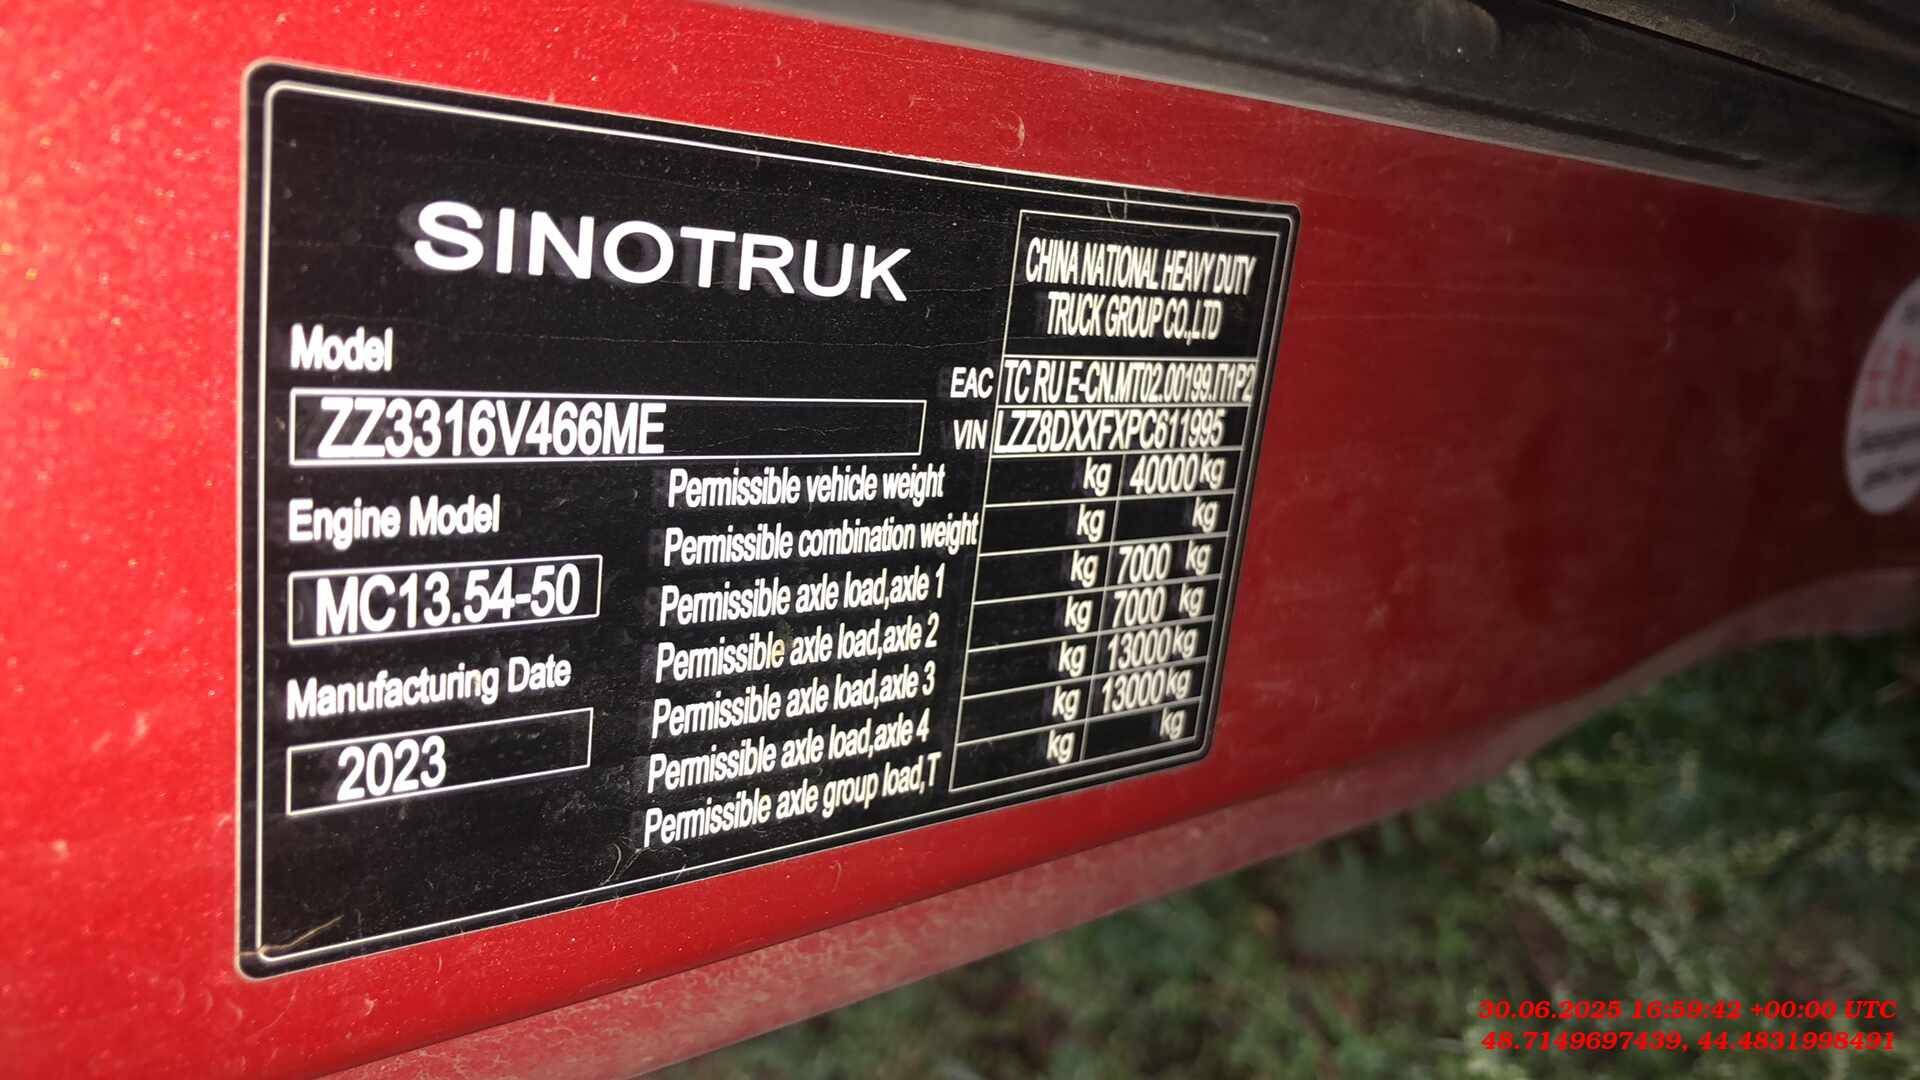 SINOTRUK
CHINA NATIONAL HEAVY DUTY
TRUCK GROUP CO.,LTD
Model
ZZ3316V466ME
EAC TC RU E-CN.MT02.00199.П1P2
VIN LZZ8DXXFXPC611995
Permissible vehicle weight kg 40000 kg
Engine Model
Permissible combination weight kg kg
MC13.54-50
Permissible axle load,axle 1 kg 7000 kg
Permissible axle load,axle 2 kg 7000 kg
Manufacturing Date
Permissible axle load,axle 3 kg 13000 kg
2023
Permissible axle load,axle 4 kg 13000 kg
Permissible axle group load,T kg kg
30.06.2025 16:59:42 +00:00 UTC
48.7149697439, 44.4831998491